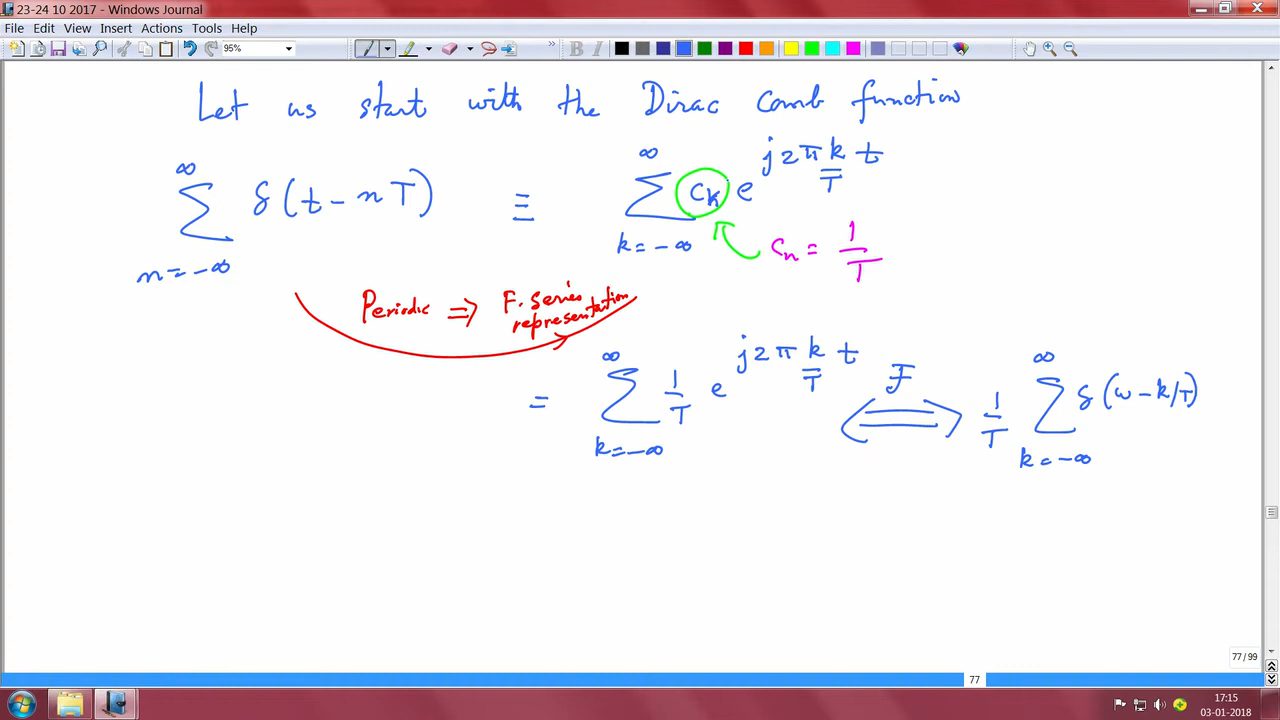 23-24 10 2017 - Windows Journal
File Edit View Insert Actions Tools Help
95%
Let us start with the Dirac Comb function
∞ ∑ n=-∞ δ(t-nT) ≡ ∞ ∑ k=-∞ c_k e^{j2π k/T t}
c_n = 1/T
Periodic ⇒ F. series representation
= ∞ ∑ k=-∞ 1/T e^{j2π k/T t} ⟺ F 1/T ∞ ∑ k=-∞ δ(ω-k/T)
77/99
77
17:15
03-01-2018